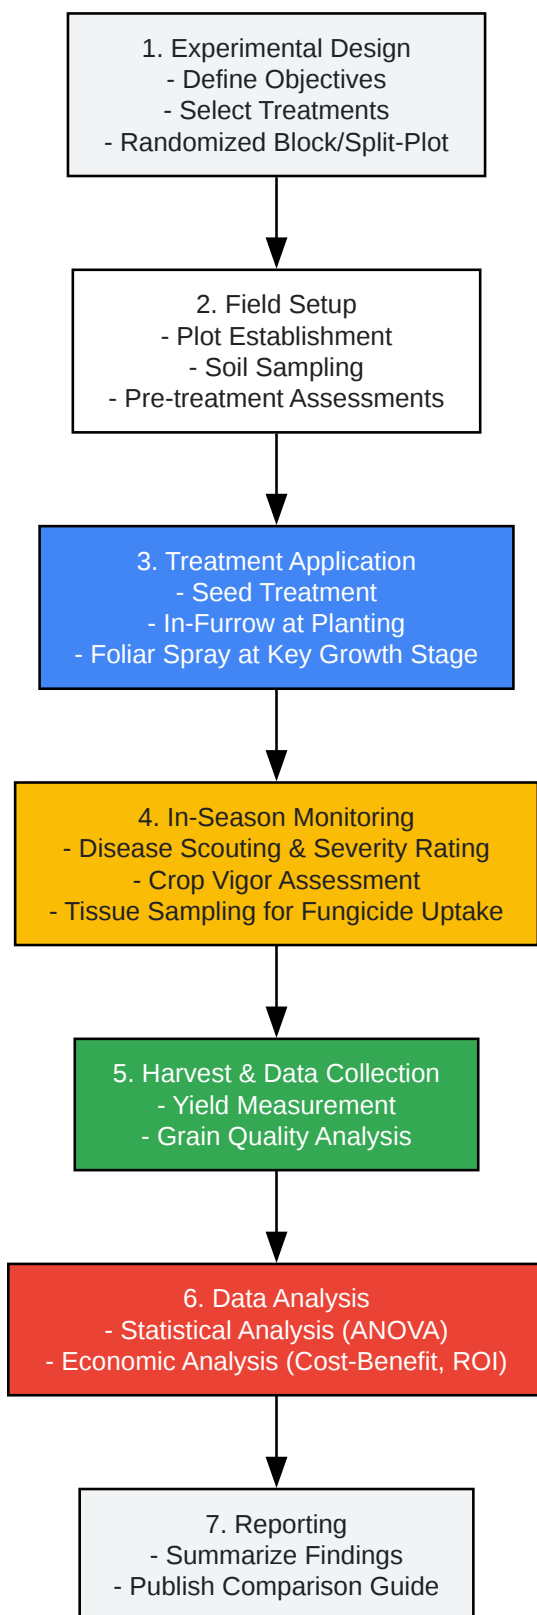 1. Experimental Design
- Define Objectives
- Select Treatments
- Randomized Block/Split-Plot
2. Field Setup
- Plot Establishment
- Soil Sampling
- Pre-treatment Assessments
3. Treatment Application
- Seed Treatment
- In-Furrow at Planting
- Foliar Spray at Key Growth Stage
4. In-Season Monitoring
- Disease Scouting & Severity Rating
- Crop Vigor Assessment
- Tissue Sampling for Fungicide Uptake
5. Harvest & Data Collection
- Yield Measurement
- Grain Quality Analysis
6. Data Analysis
- Statistical Analysis (ANOVA)
- Economic Analysis (Cost-Benefit, ROI)
7. Reporting
- Summarize Findings
- Publish Comparison Guide